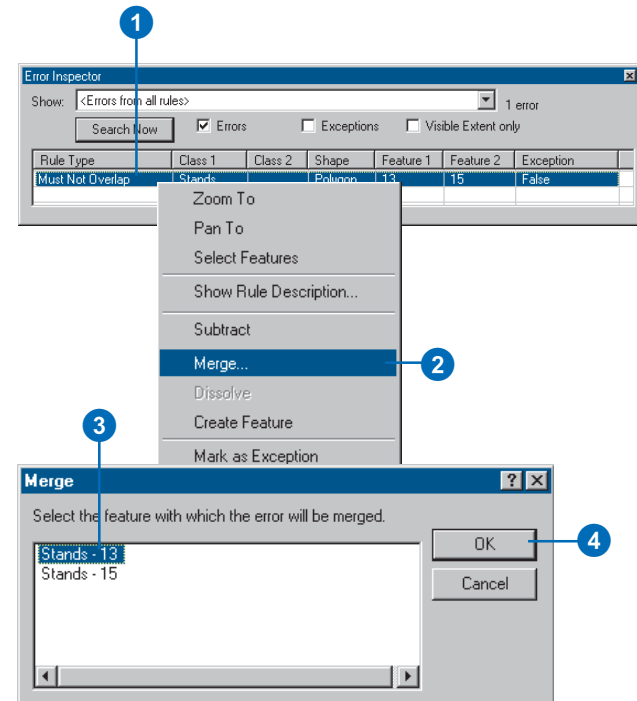 1
Error Inspector
Show: <Errors from all rules> 1 error
Search Now Errors Exceptions Visible Extent only
Rule Type Class 1 Class 2 Shape Feature 1 Feature 2 Exception
Must Not Overlap Stands Polygon 13 15 False
Zoom To
Pan To
Select Features
Show Rule Description...
Subtract
Merge... 2
Dissolve
Create Feature
3
Mark as Exception
Merge
Select the feature with which the error will be merged.
Stands - 13
OK 4
Stands - 15
Cancel